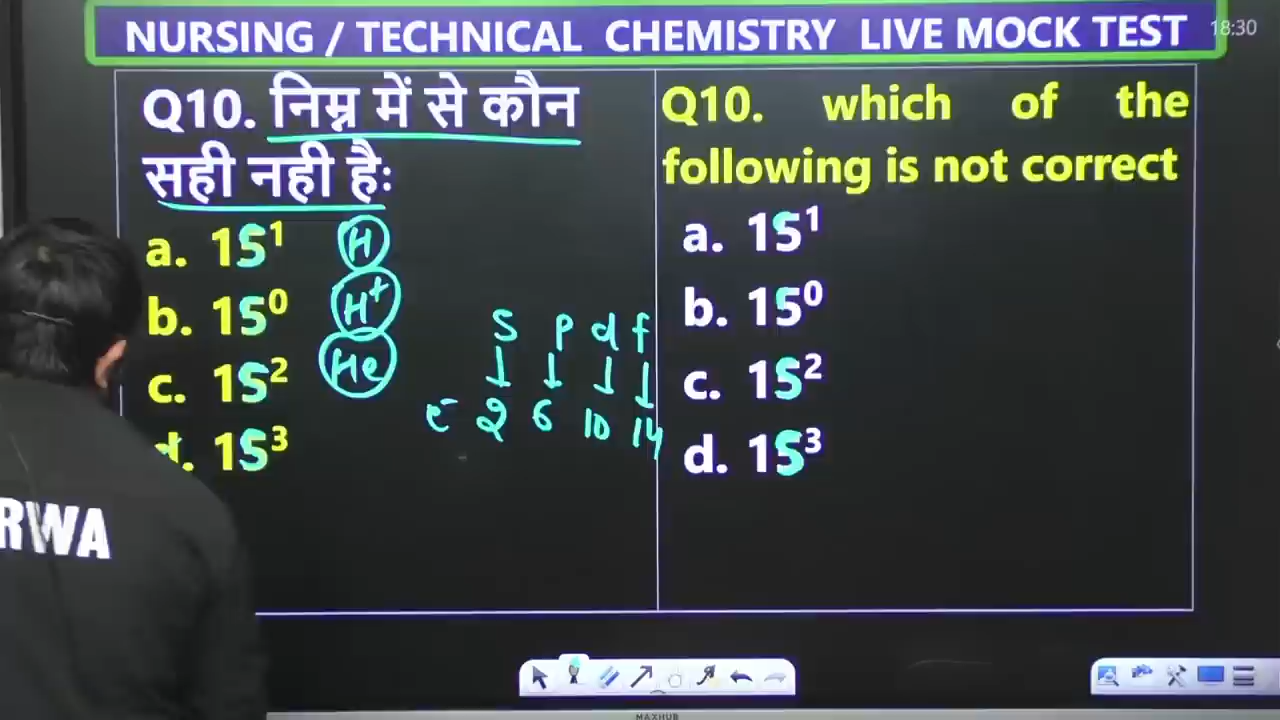 NURSING / TECHNICAL CHEMISTRY LIVE MOCK TEST
18:30
Q10. निम्न में से कौन
सही नही हैः
a. 1S¹ H
b. 1S⁰ H⁺
c. 1S² He
d. 1S³
S p d f
↓ ↓ ↓ ↓
e⁻ 2 6 10 14
Q10. which of the
following is not correct
a. 1S¹
b. 1S⁰
c. 1S²
d. 1S³
RWA
MAXHUB